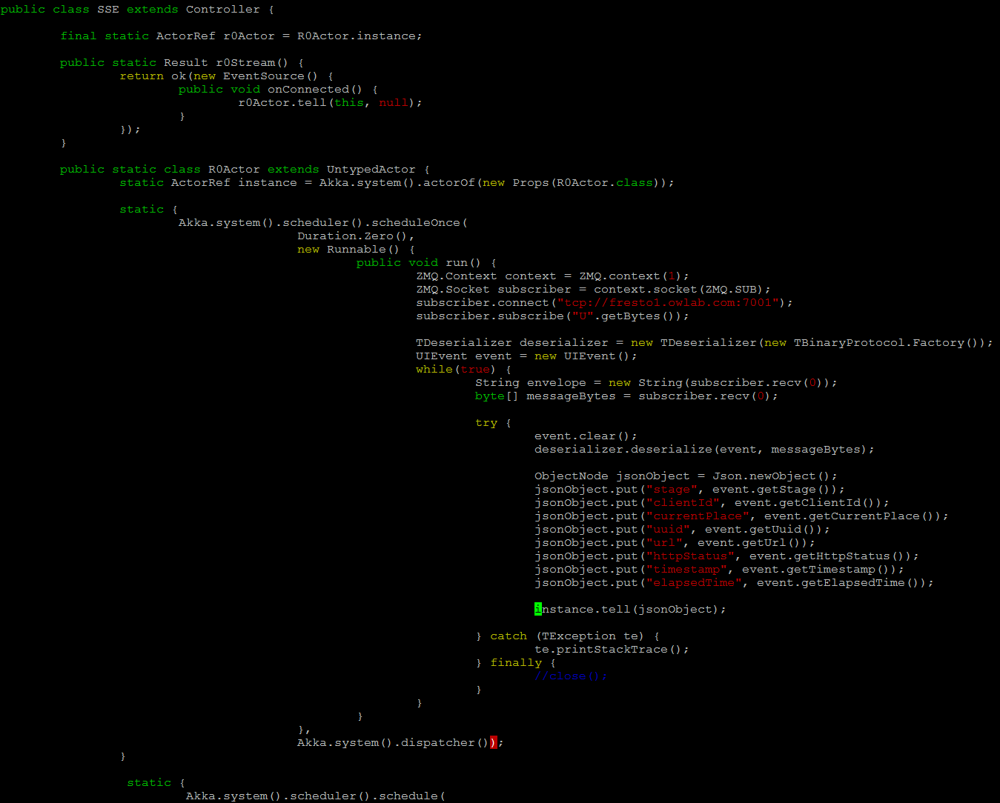 public class SSE extends Controller {
final static ActorRef r0Actor = R0Actor.instance;
public static Result r0Stream() {
return ok(new EventSource() {
public void onConnected() {
r0Actor.tell(this, null);
}
});
}
public static class R0Actor extends UntypedActor {
static ActorRef instance = Akka.system().actorOf(new Props(R0Actor.class));
static {
Akka.system().scheduler().scheduleOnce(
Duration.Zero(),
new Runnable() {
public void run() {
ZMQ.Context context = ZMQ.context(1);
ZMQ.Socket subscriber = context.socket(ZMQ.SUB);
subscriber.connect("tcp://fresto1.owlab.com:7001");
subscriber.subscribe("U".getBytes());
TDeserializer deserializer = new TDeserializer(new TBinaryProtocol.Factory());
UIEvent event = new UIEvent();
while(true) {
String envelope = new String(subscriber.recv(0));
byte[] messageBytes = subscriber.recv(0);
try {
event.clear();
deserializer.deserialize(event, messageBytes);
ObjectNode jsonObject = Json.newObject();
jsonObject.put("stage", event.getStage());
jsonObject.put("clientId", event.getClientId());
jsonObject.put("currentPlace", event.getCurrentPlace());
jsonObject.put("uuid", event.getUuid());
jsonObject.put("url", event.getUrl());
jsonObject.put("httpStatus", event.getHttpStatus());
jsonObject.put("timestamp", event.getTimestamp());
jsonObject.put("elapsedTime", event.getElapsedTime());
instance.tell(jsonObject);
} catch (TException te) {
te.printStackTrace();
} finally {
//close();
}
}
}
},
Akka.system().dispatcher());
}
static {
Akka.system().scheduler().schedule(